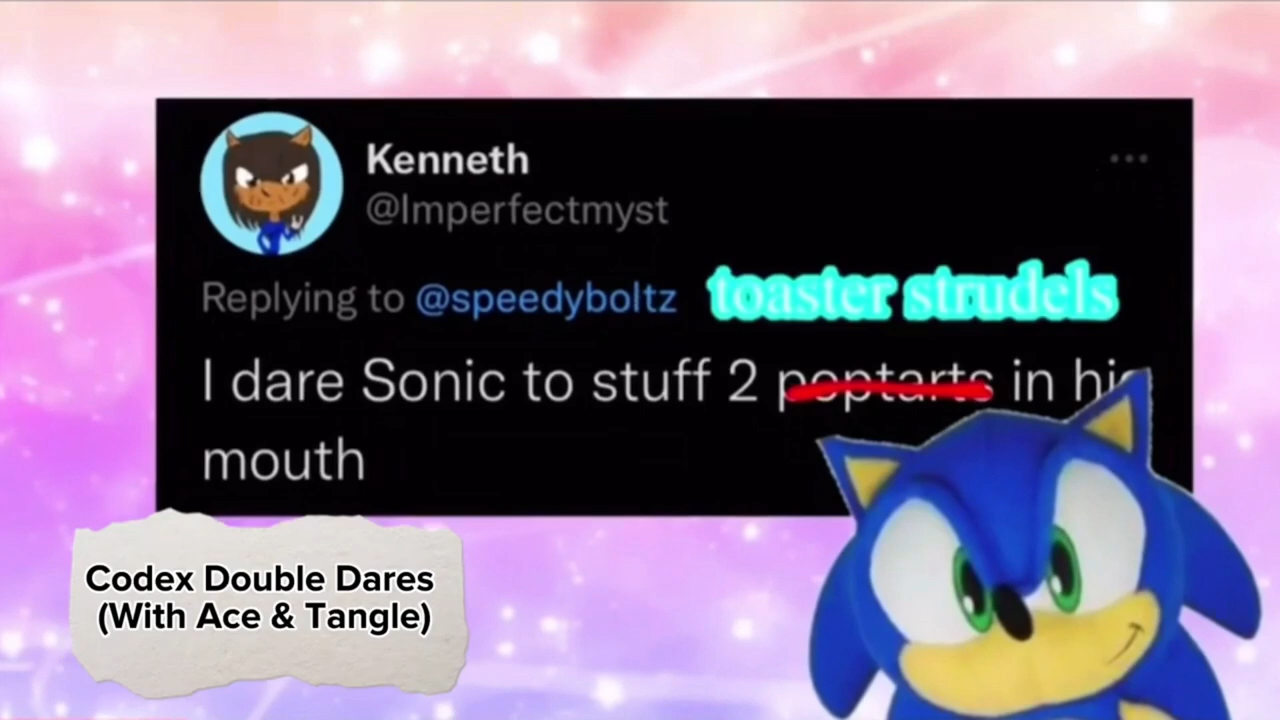 Kenneth
@Imperfectmyst
Replying to @speedyboltz
toaster strudels
I dare Sonic to stuff 2 poptarts in his
mouth
Codex Double Dares
(With Ace & Tangle)